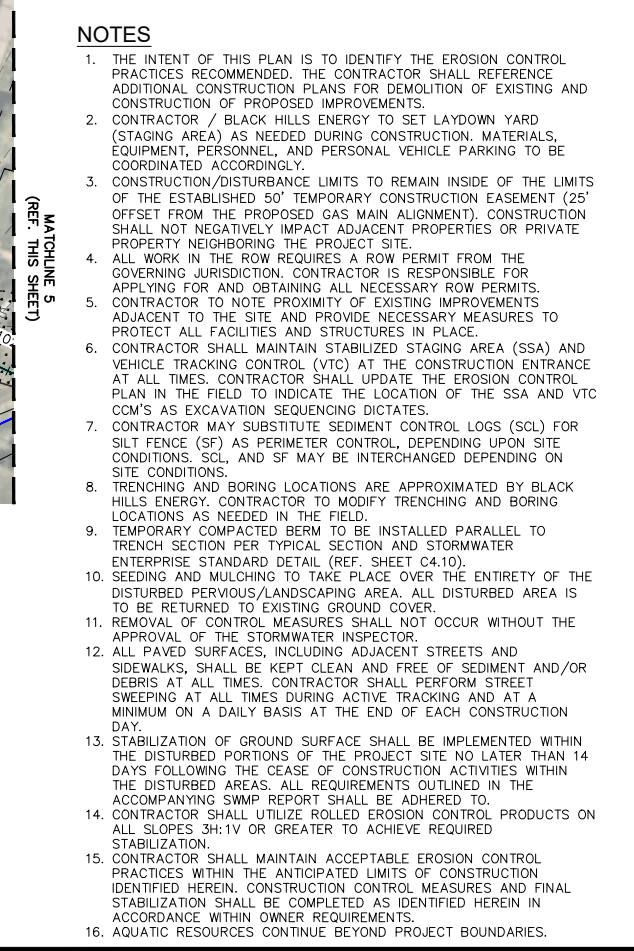 MATCHLINE 5
(REF. THIS SHEET)
NOTES
1. THE INTENT OF THIS PLAN IS TO IDENTIFY THE EROSION CONTROL
PRACTICES RECOMMENDED. THE CONTRACTOR SHALL REFERENCE
ADDITIONAL CONSTRUCTION PLANS FOR DEMOLITION OF EXISTING AND
CONSTRUCTION OF PROPOSED IMPROVEMENTS.
2. CONTRACTOR / BLACK HILLS ENERGY TO SET LAYDOWN YARD
(STAGING AREA) AS NEEDED DURING CONSTRUCTION. MATERIALS,
EQUIPMENT, PERSONNEL, AND PERSONAL VEHICLE PARKING TO BE
COORDINATED ACCORDINGLY.
3. CONSTRUCTION/DISTURBANCE LIMITS TO REMAIN INSIDE OF THE LIMITS
OF THE ESTABLISHED 50' TEMPORARY CONSTRUCTION EASEMENT (25'
OFFSET FROM THE PROPOSED GAS MAIN ALIGNMENT). CONSTRUCTION
SHALL NOT NEGATIVELY IMPACT ADJACENT PROPERTIES OR PRIVATE
PROPERTY NEIGHBORING THE PROJECT SITE.
4. ALL WORK IN THE ROW REQUIRES A ROW PERMIT FROM THE
GOVERNING JURISDICTION. CONTRACTOR IS RESPONSIBLE FOR
APPLYING FOR AND OBTAINING ALL NECESSARY ROW PERMITS.
5. CONTRACTOR TO NOTE PROXIMITY OF EXISTING IMPROVEMENTS
ADJACENT TO THE SITE AND PROVIDE NECESSARY MEASURES TO
PROTECT ALL FACILITIES AND STRUCTURES IN PLACE.
6. CONTRACTOR SHALL MAINTAIN STABILIZED STAGING AREA (SSA) AND
VEHICLE TRACKING CONTROL (VTC) AT THE CONSTRUCTION ENTRANCE
AT ALL TIMES. CONTRACTOR SHALL UPDATE THE EROSION CONTROL
PLAN IN THE FIELD TO INDICATE THE LOCATION OF THE SSA AND VTC
CCM'S AS EXCAVATION SEQUENCING DICTATES.
7. CONTRACTOR MAY SUBSTITUTE SEDIMENT CONTROL LOGS (SCL) FOR
SILT FENCE (SF) AS PERIMETER CONTROL, DEPENDING UPON SITE
CONDITIONS. SCL, AND SF MAY BE INTERCHANGED DEPENDING ON
SITE CONDITIONS.
8. TRENCHING AND BORING LOCATIONS ARE APPROXIMATED BY BLACK
HILLS ENERGY. CONTRACTOR TO MODIFY TRENCHING AND BORING
LOCATIONS AS NEEDED IN THE FIELD.
9. TEMPORARY COMPACTED BERM TO BE INSTALLED PARALLEL TO
TRENCH SECTION PER TYPICAL SECTION AND STORMWATER
ENTERPRISE STANDARD DETAIL (REF. SHEET C4.10).
10. SEEDING AND MULCHING TO TAKE PLACE OVER THE ENTIRETY OF THE
DISTURBED PERVIOUS/LANDSCAPING AREA. ALL DISTURBED AREA IS
TO BE RETURNED TO EXISTING GROUND COVER.
11. REMOVAL OF CONTROL MEASURES SHALL NOT OCCUR WITHOUT THE
APPROVAL OF THE STORMWATER INSPECTOR.
12. ALL PAVED SURFACES, INCLUDING ADJACENT STREETS AND
SIDEWALKS, SHALL BE KEPT CLEAN AND FREE OF SEDIMENT AND/OR
DEBRIS AT ALL TIMES. CONTRACTOR SHALL PERFORM STREET
SWEEPING AT ALL TIMES DURING ACTIVE TRACKING AND AT A
MINIMUM ON A DAILY BASIS AT THE END OF EACH CONSTRUCTION
DAY.
13. STABILIZATION OF GROUND SURFACE SHALL BE IMPLEMENTED WITHIN
THE DISTURBED PORTIONS OF THE PROJECT SITE NO LATER THAN 14
DAYS FOLLOWING THE CEASE OF CONSTRUCTION ACTIVITIES WITHIN
THE DISTURBED AREAS. ALL REQUIREMENTS OUTLINED IN THE
ACCOMPANYING SWMP REPORT SHALL BE ADHERED TO.
14. CONTRACTOR SHALL UTILIZE ROLLED EROSION CONTROL PRODUCTS ON
ALL SLOPES 3H:1V OR GREATER TO ACHIEVE REQUIRED
STABILIZATION.
15. CONTRACTOR SHALL MAINTAIN ACCEPTABLE EROSION CONTROL
PRACTICES WITHIN THE ANTICIPATED LIMITS OF CONSTRUCTION
IDENTIFIED HEREIN. CONSTRUCTION CONTROL MEASURES AND FINAL
STABILIZATION SHALL BE COMPLETED AS IDENTIFIED HEREIN IN
ACCORDANCE WITHIN OWNER REQUIREMENTS.
16. AQUATIC RESOURCES CONTINUE BEYOND PROJECT BOUNDARIES.